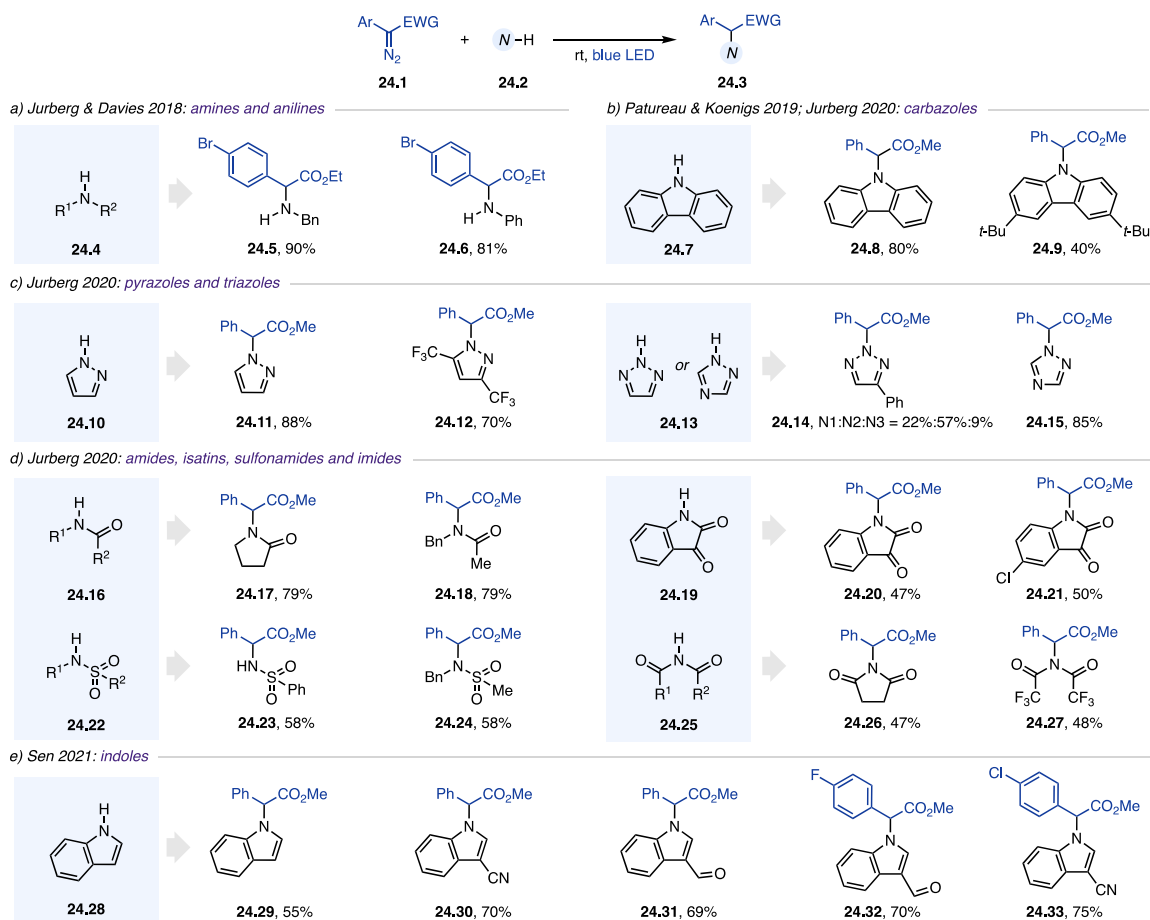 Ar EWG
N2
24.1
+
N-H
24.2
rt, blue LED
Ar EWG
N
24.3
a) Jurberg & Davies 2018: amines and anilines
b) Patureau & Koenigs 2019; Jurberg 2020: carbazoles
H
N
R1 R2
24.4
Br
CO2Et
H N Bn
24.5, 90%
Br
CO2Et
H N Ph
24.6, 81%
H
N
24.7
Ph CO2Me
N
24.8, 80%
Ph CO2Me
N
t-Bu t-Bu
24.9, 40%
c) Jurberg 2020: pyrazoles and triazoles
H
N
N
24.10
Ph CO2Me
N
N
24.11, 88%
Ph CO2Me
F3C N N
CF3
24.12, 70%
H
N
N N
or
H
N
N
N
24.13
Ph CO2Me
N
N N
Ph
24.14, N1:N2:N3 = 22%:57%:9%
Ph CO2Me
N
N
N
24.15, 85%
d) Jurberg 2020: amides, isatins, sulfonamides and imides
H
N O
R1
R2
24.16
Ph CO2Me
N
O
24.17, 79%
Ph CO2Me
N O
Bn
Me
24.18, 79%
H
N
O
O
24.19
Ph CO2Me
N
O
O
24.20, 47%
Ph CO2Me
N
O
Cl O
24.21, 50%
H
N O
R1 S
O R2
24.22
Ph CO2Me
HN O
S
O Ph
24.23, 58%
Ph CO2Me
N O
Bn S
O Me
24.24, 58%
H
O N O
R1 R2
24.25
Ph CO2Me
N
O O
24.26, 47%
Ph CO2Me
O N O
F3C CF3
24.27, 48%
e) Sen 2021: indoles
H
N
24.28
Ph CO2Me
N
24.29, 55%
Ph CO2Me
N
CN
24.30, 70%
Ph CO2Me
N
O
24.31, 69%
F
CO2Me
N
O
24.32, 70%
Cl
CO2Me
N
CN
24.33, 75%